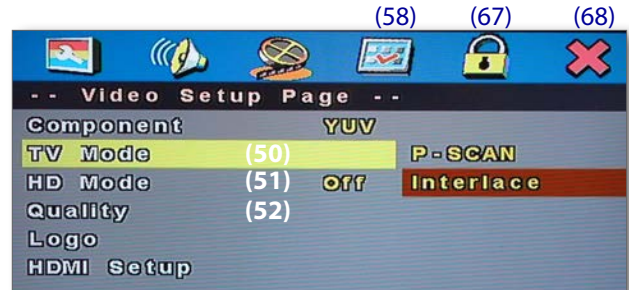 (58) (67) (68)
-- Video Setup Page --
Component YUV
TV Mode (50) P-SCAN
HD Mode (51) Off Interlace
Quality (52)
Logo
HDMI Setup